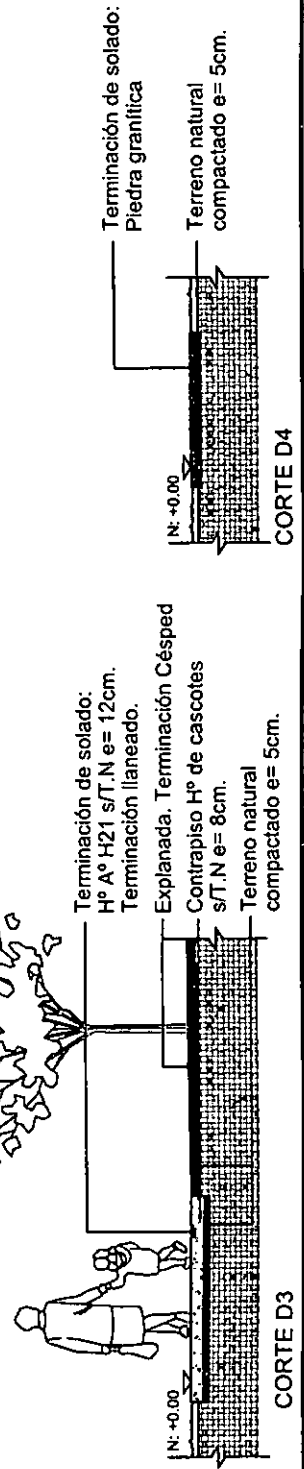 Terminación de solado:
Hº Aº H21 s/T.N e= 12cm.
Terminación llaneado.
Explanada. Terminación Césped
Contrapiso Hº de cascotes
s/T.N e= 8cm.
Terreno natural
compactado e= 5cm.
N: +0.00
CORTE D3
Terminación de solado:
Piedra granítica
Terreno natural
compactado e= 5cm.
N: +0.00
CORTE D4